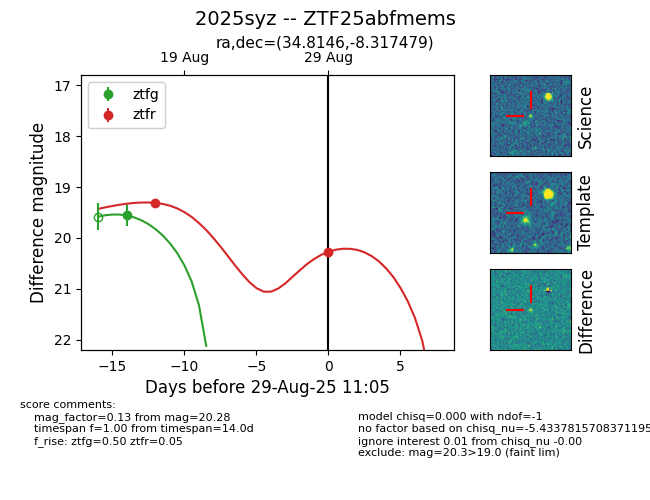 2025syz -- ZTF25abfmems
ra,dec=(34.8146,-8.317479)
19 Aug
29 Aug
17
18
19
20
21
22
Difference magnitude
ztfg
ztfr
−15
−10
−5
0
5
Days before 29-Aug-25 11:05
Science
Template
Difference
score comments:
mag_factor=0.13 from mag=20.28
timespan f=1.00 from timespan=14.0d
f_rise: ztfg=0.50 ztfr=0.05
model chisq=0.000 with ndof=-1
no factor based on chisq_nu=-5.4337815708371195
ignore interest 0.01 from chisq_nu -0.00
exclude: mag=20.3>19.0 (faint lim)